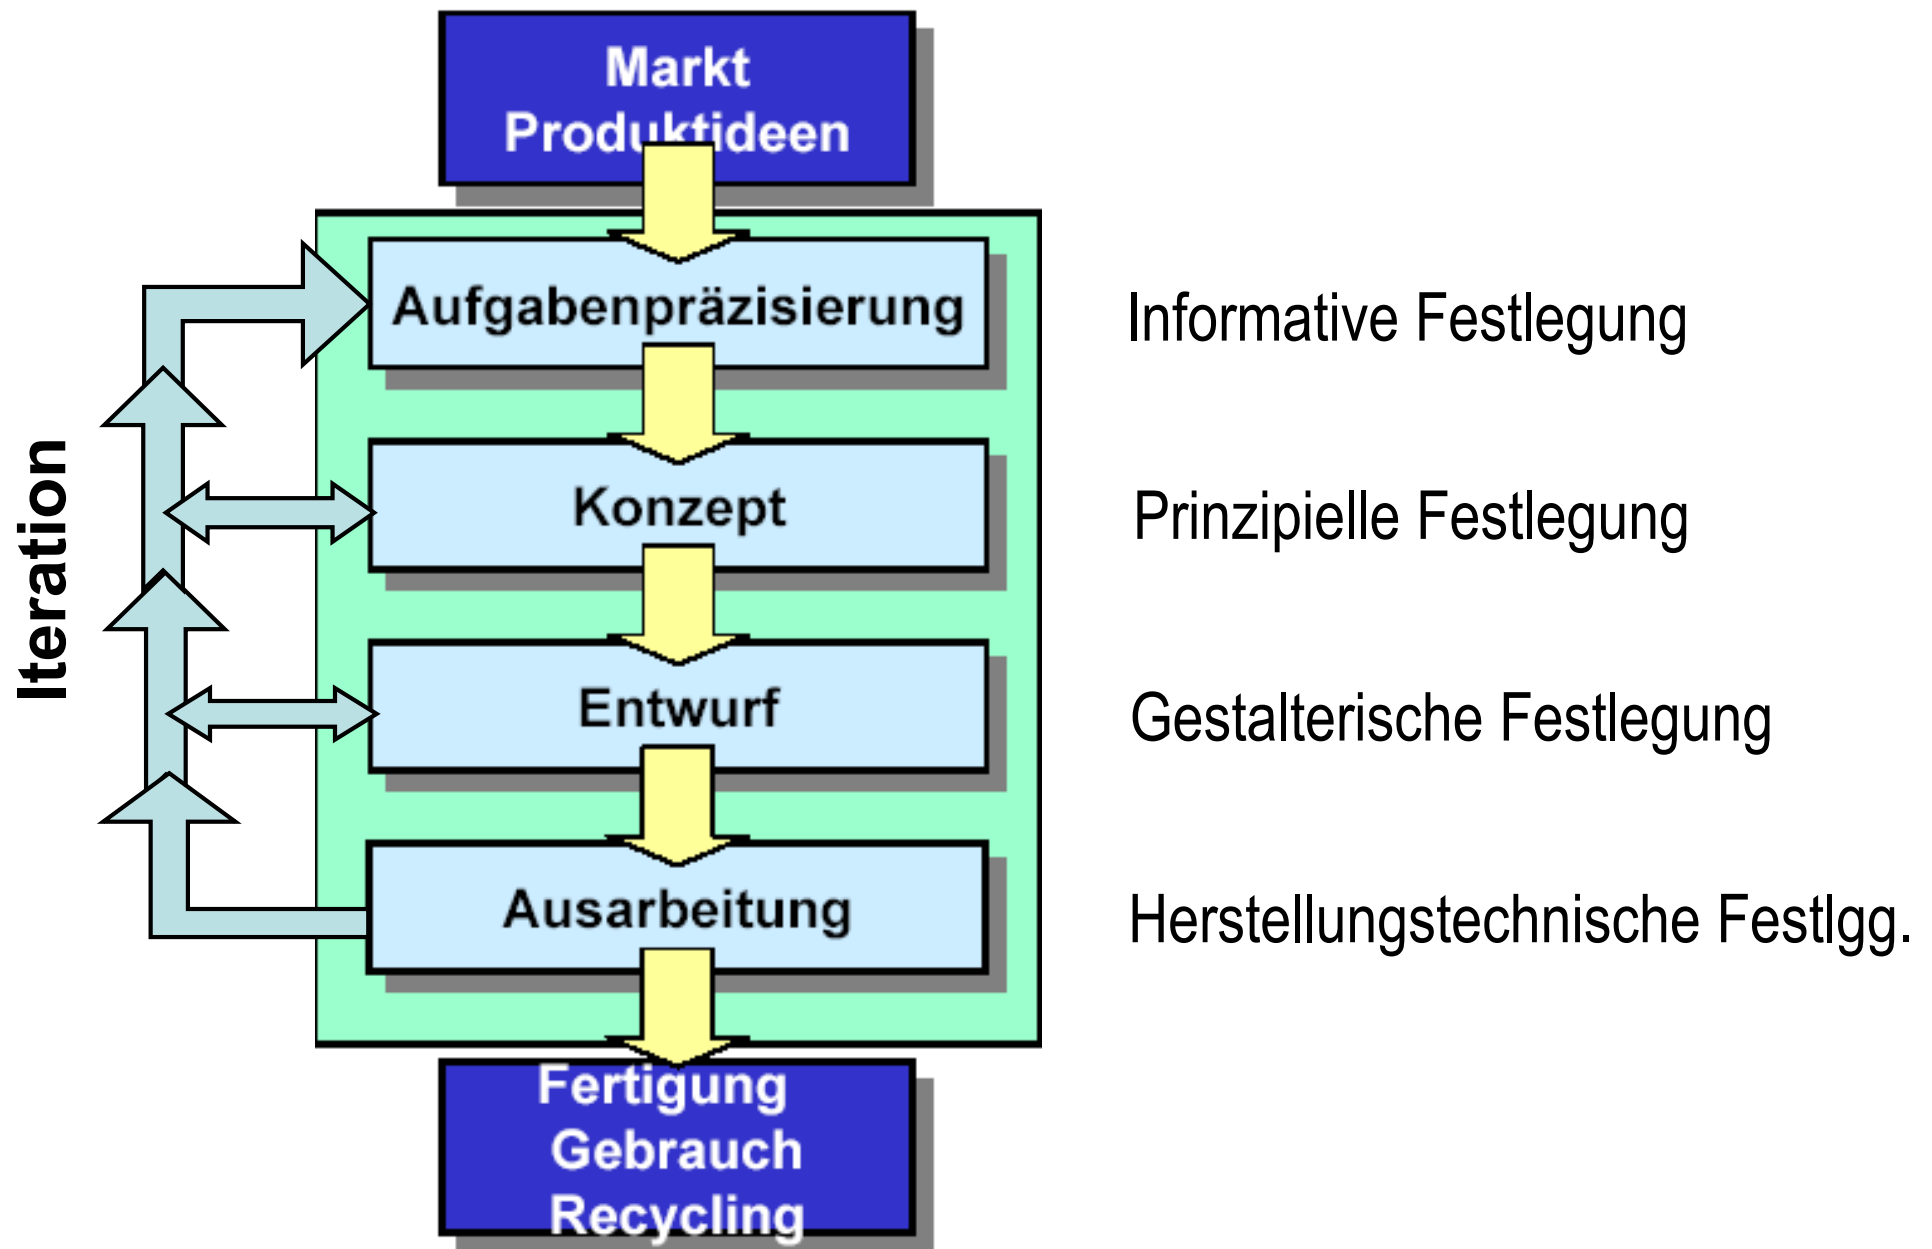 Markt
Produktideen
Aufgabenpräzisierung
Informative Festlegung
Iteration
Konzept
Prinzipielle Festlegung
Entwurf
Gestalterische Festlegung
Ausarbeitung
Herstellungstechnische Festlgg.
Fertigung
Gebrauch
Recycling